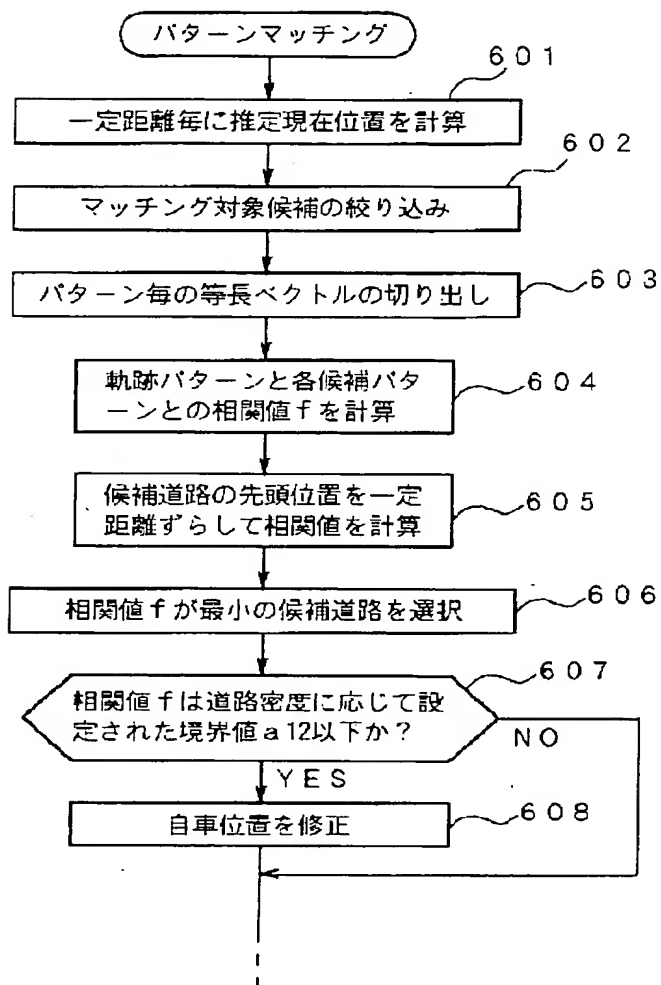 パターンマッチング
601
一定距離毎に推定現在位置を計算
602
マッチング対象候補の絞り込み
パターン毎の等長ベクトルの切り出し
603
軌跡パターンと各候補パタ
ーンとの相関値fを計算
604
候補道路の先頭位置を一定
距離ずらして相関値を計算
605
相関値fが最小の候補道路を選択
606
607
相関値fは道路密度に応じて設
定された境界値a12以下か?
NO
YES
自車位置を修正
608